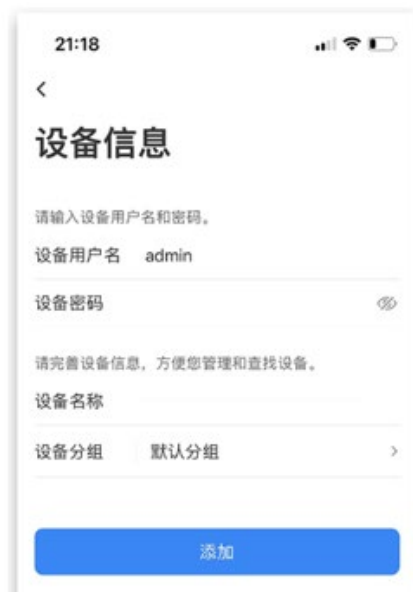 21:18
设备信息
请输入设备用户名和密码。
设备用户名 admin
设备密码
请完善设备信息，方便您管理和查找设备。
设备名称
设备分组 默认分组
添加